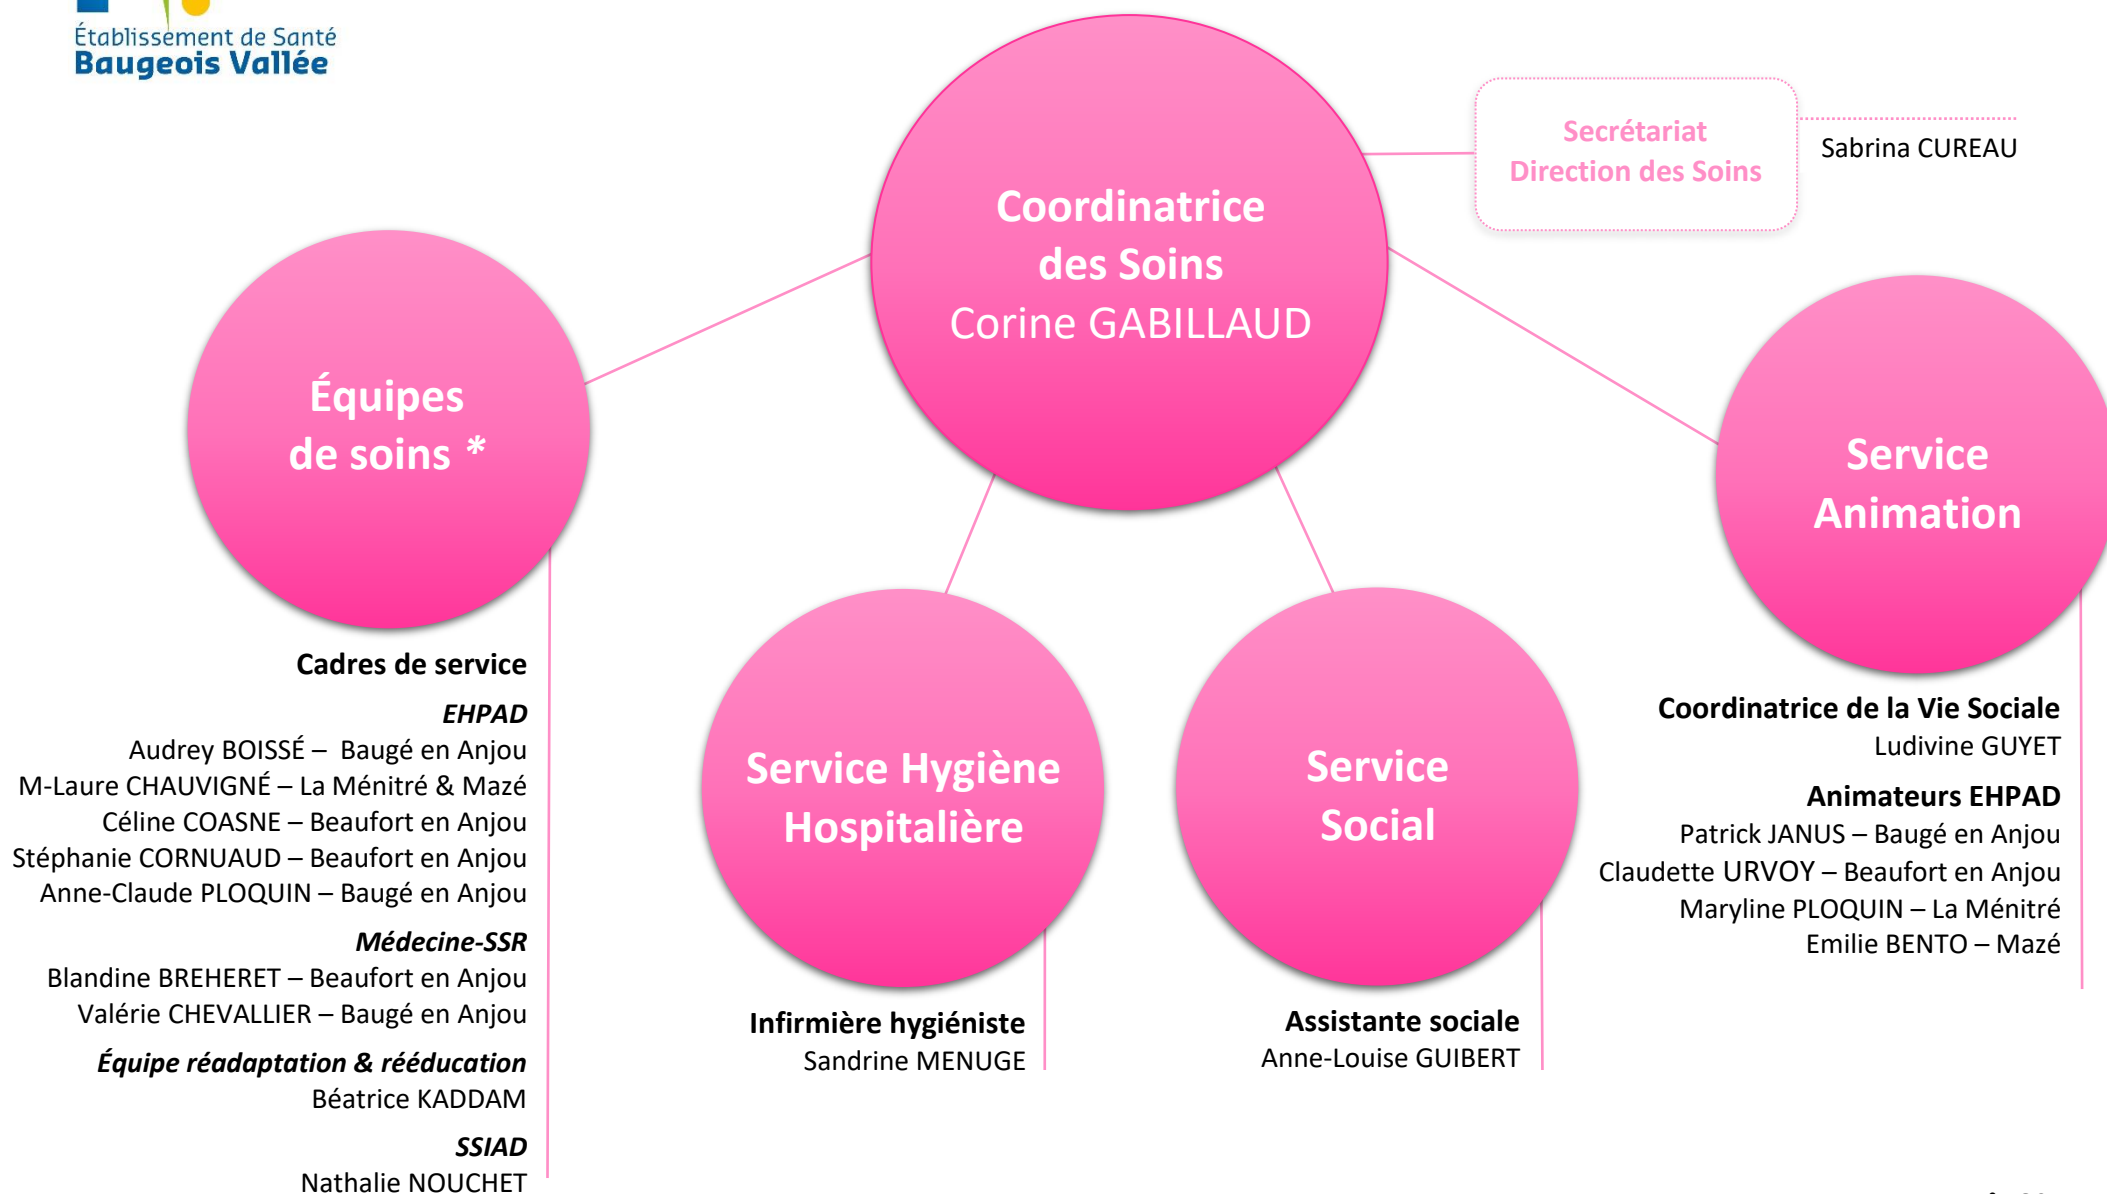 Établissement de Santé
Baugeois Vallée
Coordinatrice
des Soins
Corine GABILLAUD
Secrétariat
Direction des Soins
Sabrina CUREAU
Équipes
de soins *
Cadres de service
EHPAD
Audrey BOISSÉ – Baugé en Anjou
M-Laure CHAUVIGNÉ – La Ménitré & Mazé
Céline COASNE – Beaufort en Anjou
Stéphanie CORNUAUD – Beaufort en Anjou
Anne-Claude PLOQUIN – Baugé en Anjou
Médecine-SSR
Blandine BREHERET – Beaufort en Anjou
Valérie CHEVALLIER – Baugé en Anjou
Équipe réadaptation & rééducation
Béatrice KADDAM
SSIAD
Nathalie NOUCHET
Service Hygiène
Hospitalière
Infirmière hygiéniste
Sandrine MENUGE
Service
Social
Assistante sociale
Anne-Louise GUIBERT
Service
Animation
Coordinatrice de la Vie Sociale
Ludivine GUYET
Animateurs EHPAD
Patrick JANUS – Baugé en Anjou
Claudette URVOY – Beaufort en Anjou
Maryline PLOQUIN – La Ménitré
Emilie BENTO – Mazé